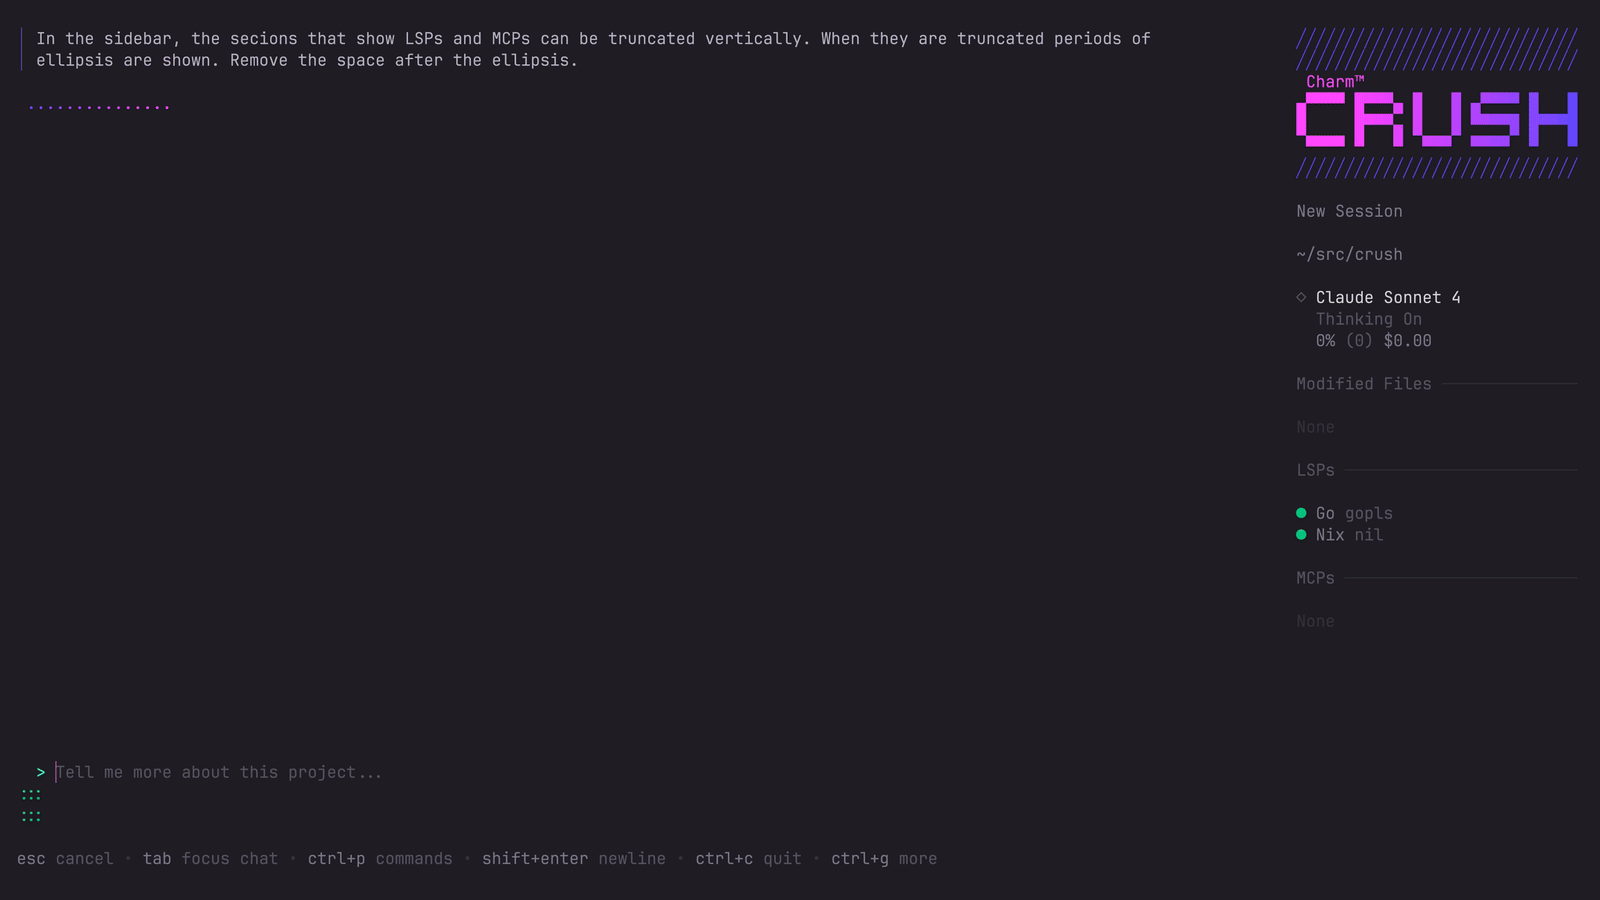 In the sidebar, the secions that show LSPs and MCPs can be truncated vertically. When they are truncated periods of
ellipsis are shown. Remove the space after the ellipsis.
Charm™
CRUSH
New Session
~/src/crush
◇ Claude Sonnet 4
Thinking On
0% (0) $0.00
Modified Files
None
LSPs
● Go gopls
● Nix nil
MCPs
None
> Tell me more about this project...
:::
:::
esc cancel • tab focus chat • ctrl+p commands • shift+enter newline • ctrl+c quit • ctrl+g more